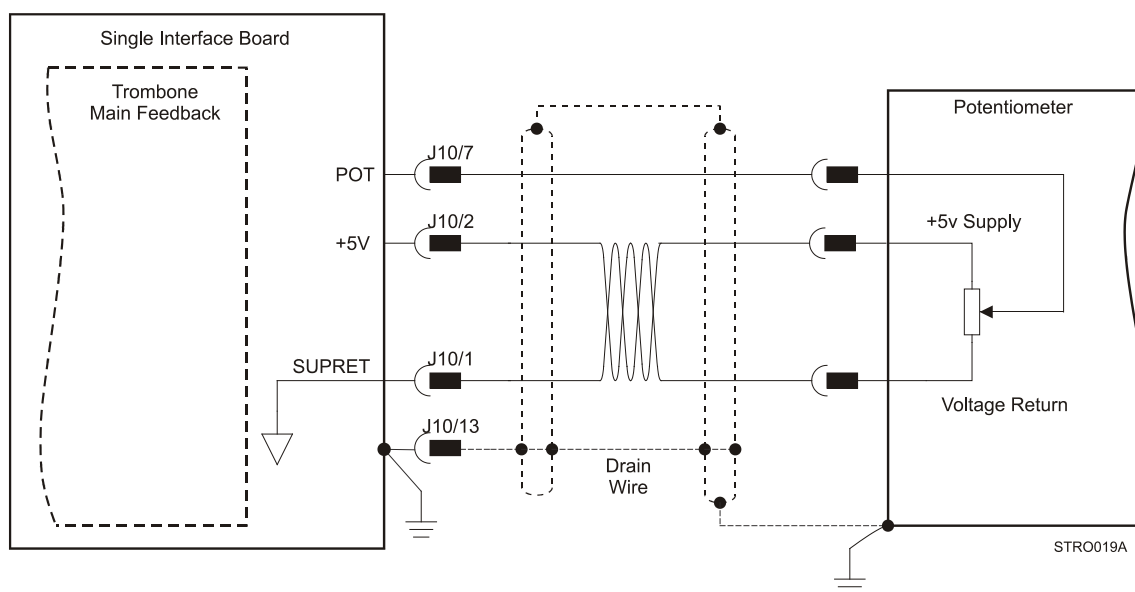 Single Interface Board
Trombone
Main Feedback
Potentiometer
J10/7
POT
J10/2
+5V
+5v Supply
J10/1
SUPRET
Voltage Return
J10/13
Drain
Wire
STRO019A